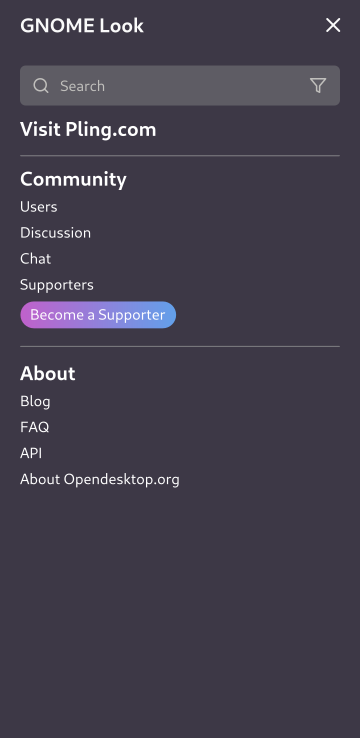 GNOME Look
Search
Visit Pling.com
Community
Users
Discussion
Chat
Supporters
Become a Supporter
About
Blog
FAQ
API
About Opendesktop.org